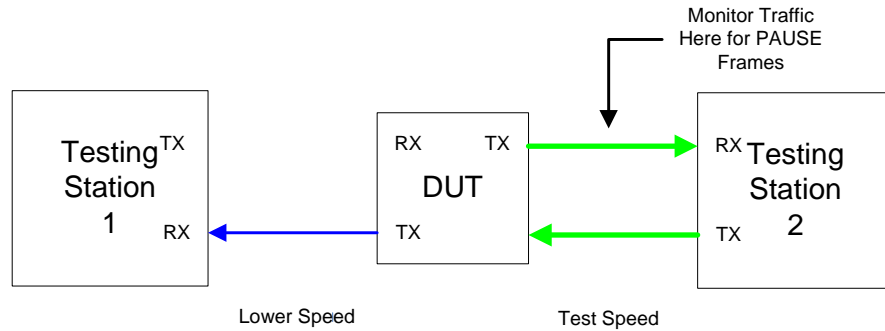 Monitor Traffic
Here for PAUSE
Frames
Testing
Station
1
TX
RX
RX
TX
DUT
TX
RX
Testing
Station
2
TX
Lower Speed
Test Speed